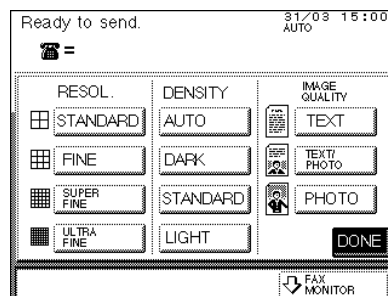 Ready to send.
31/03 15:00
AUTO
=
RESOL.
DENSITY
IMAGE
QUALITY
STANDARD
AUTO
TEXT
FINE
DARK
TEXT/
PHOTO
SUPER
FINE
STANDARD
PHOTO
ULTRA
FINE
LIGHT
DONE
FAX
MONITOR